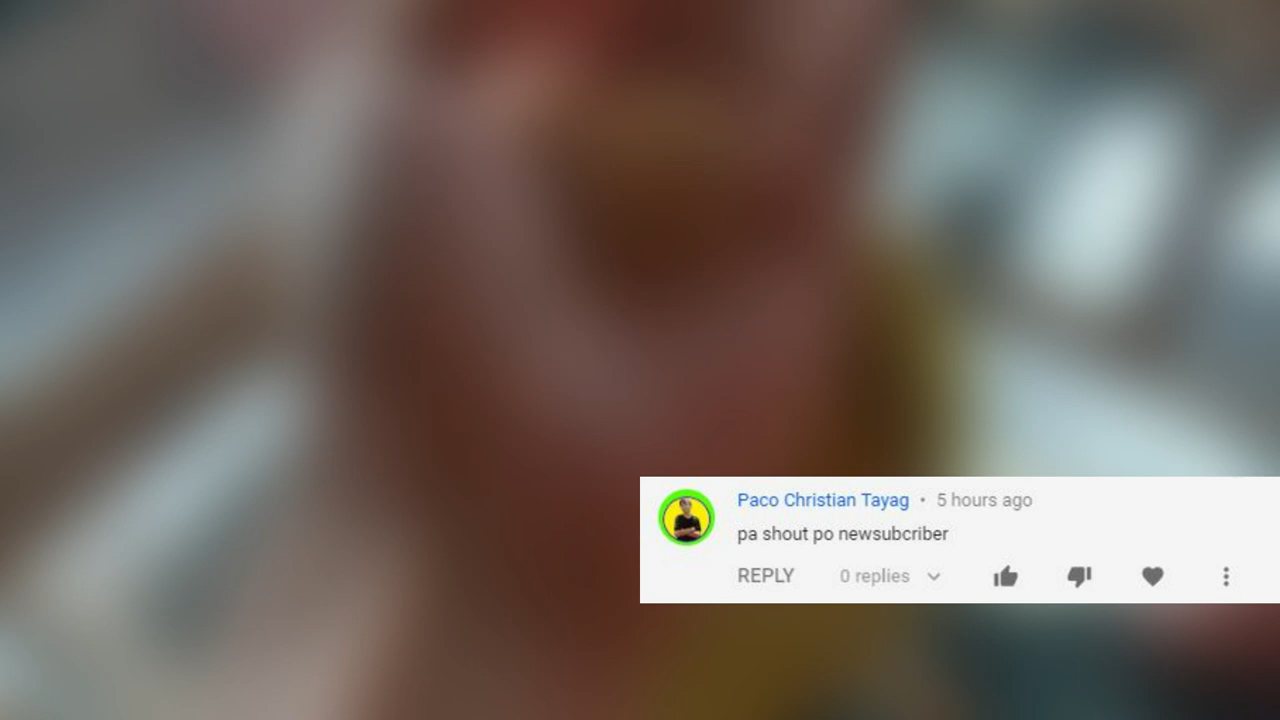 Paco Christian Tayag • 5 hours ago
pa shout po newsubcriber
REPLY 0 replies